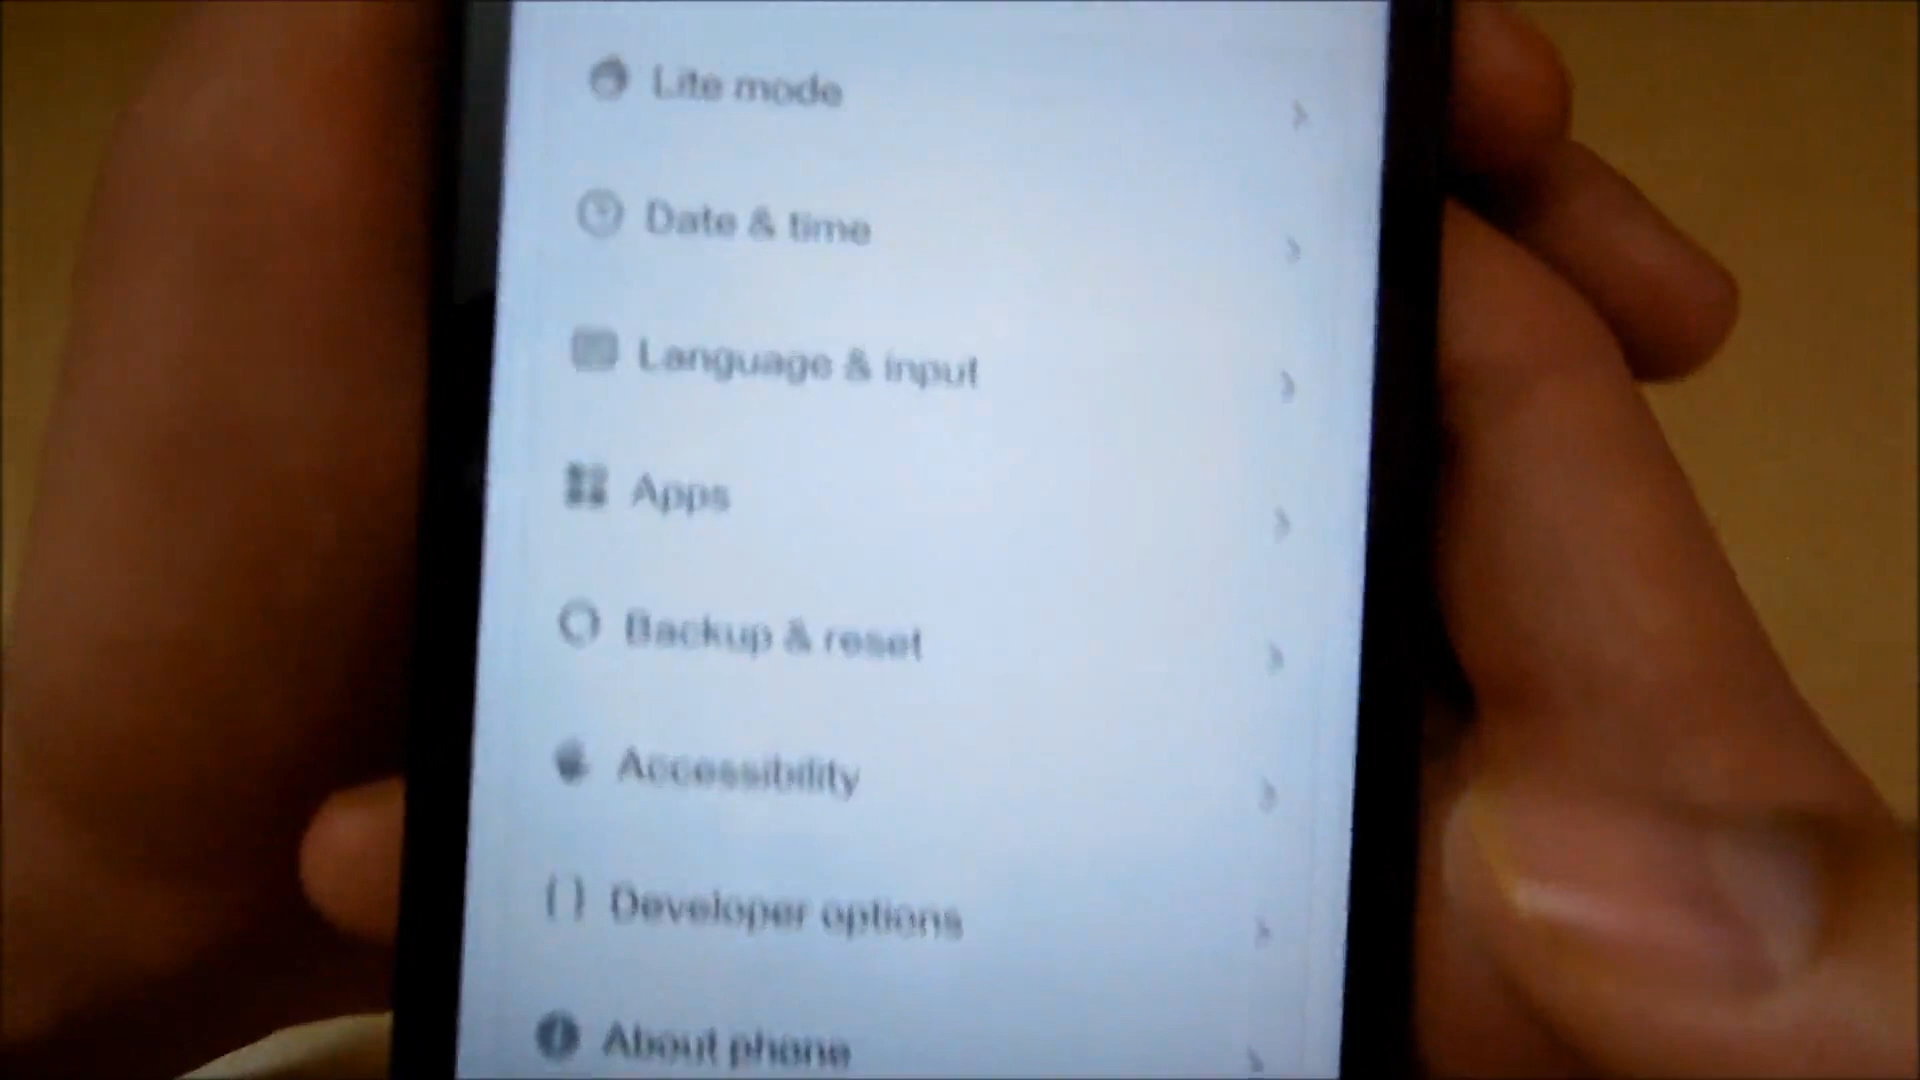 Lite mode
Date & time
Language & input
Apps
Backup & reset
Accessibility
Developer options
About phone